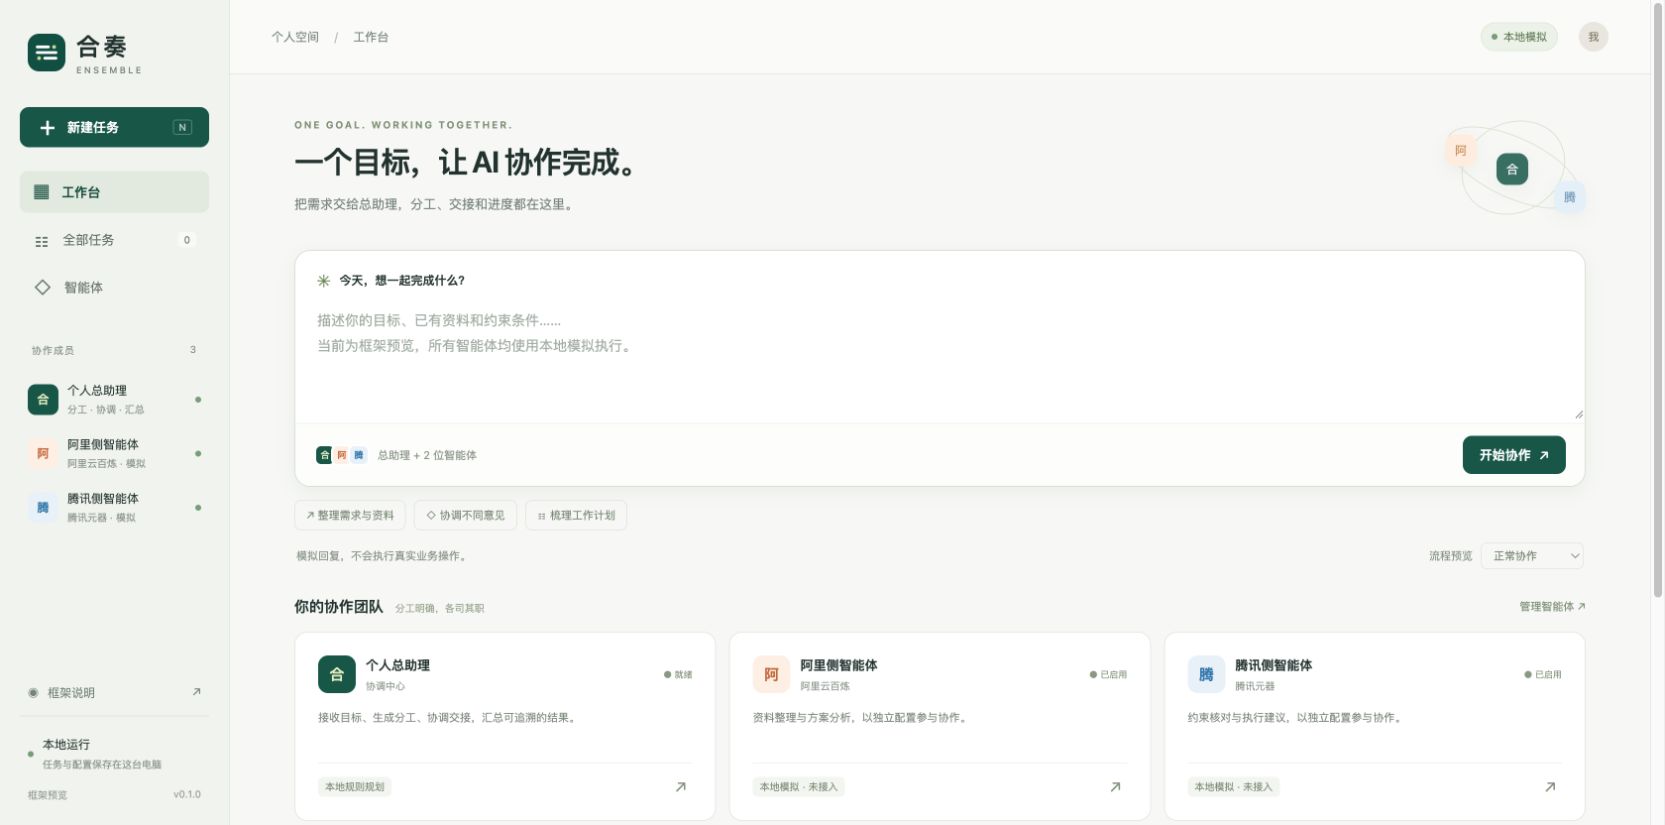 合奏
ENSEMBLE
新建任务 N
工作台
全部任务 0
智能体
协作成员 3
合
个人总助理
分工 · 协调 · 汇总
阿
阿里侧智能体
阿里云百炼 · 模拟
腾
腾讯侧智能体
腾讯元器 · 模拟
框架说明
本地运行
任务与配置保存在这台电脑
框架预览 v0.1.0
个人空间 / 工作台
本地模拟
我
ONE GOAL. WORKING TOGETHER.
一个目标，让 AI 协作完成。
把需求交给总助理，分工、交接和进度都在这里。
阿
合
腾
今天，想一起完成什么?
描述你的目标、已有资料和约束条件……
当前为框架预览，所有智能体均使用本地模拟执行。
合 阿 腾 总助理 + 2 位智能体
开始协作
整理需求与资料
协调不同意见
梳理工作计划
模拟回复，不会执行真实业务操作。
流程预览 正常协作
你的协作团队 分工明确，各司其职
管理智能体
合
个人总助理
协调中心
就绪
接收目标、生成分工、协调交接，汇总可追溯的结果。
本地规则规划
阿
阿里侧智能体
阿里云百炼
已启用
资料整理与方案分析，以独立配置参与协作。
本地模拟 · 未接入
腾
腾讯侧智能体
腾讯元器
已启用
约束核对与执行建议，以独立配置参与协作。
本地模拟 · 未接入